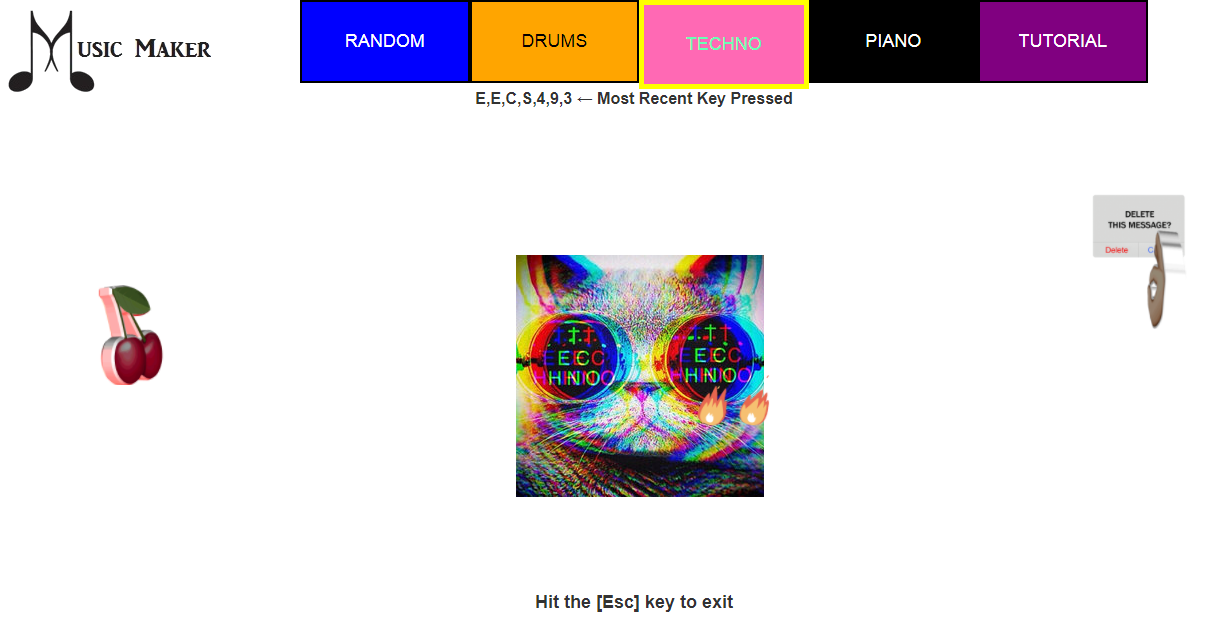 Music Maker
RANDOM
DRUMS
TECHNO
PIANO
TUTORIAL
E,E,C,S,4,9,3 ← Most Recent Key Pressed
DELETE
THIS MESSAGE?
Delete
Hit the [Esc] key to exit